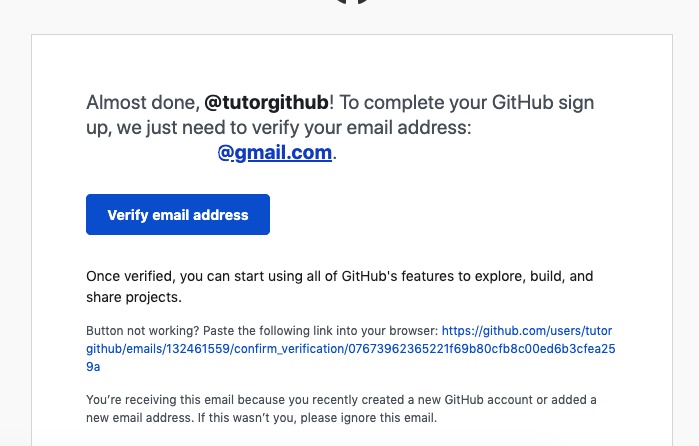 Almost done, @tutorgithub! To complete your GitHub sign
up, we just need to verify your email address:
@gmail.com.
Verify email address
Once verified, you can start using all of GitHub's features to explore, build, and
share projects.
Button not working? Paste the following link into your browser: https://github.com/users/tutor
github/emails/132461559/confirm_verification/07673962365221f69b80cfb8c00ed6b3cfea25
9a
You’re receiving this email because you recently created a new GitHub account or added a
new email address. If this wasn’t you, please ignore this email.